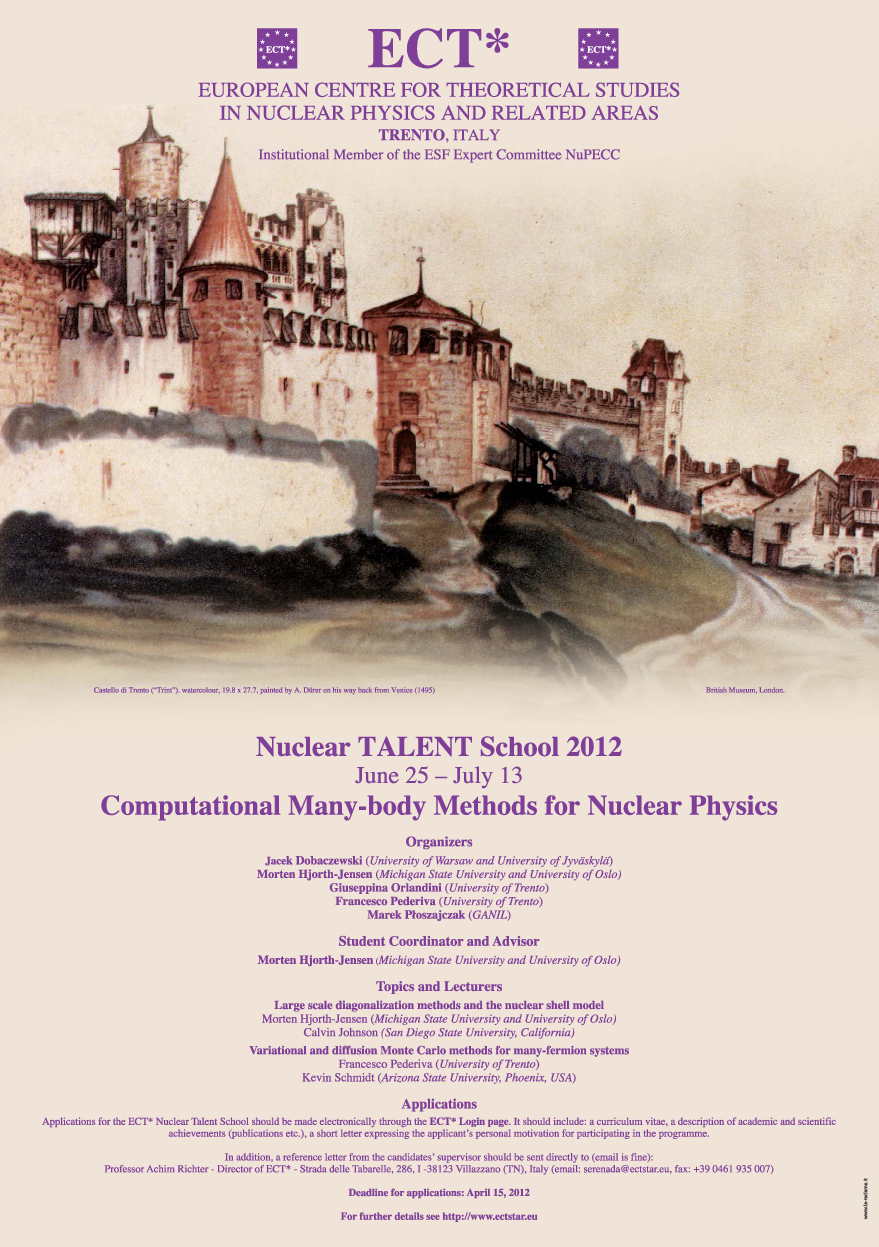 ECT*
ECT*
ECT*
EUROPEAN CENTRE FOR THEORETICAL STUDIES
IN NUCLEAR PHYSICS AND RELATED AREAS
TRENTO, ITALY
Institutional Member of the ESF Expert Committee NuPECC
Castello di Trento ("Trint"). watercolour, 19.8 x 27.7, painted by A. Dürer on his way back from Venice (1495)
British Museum, London.
Nuclear TALENT School 2012
June 25 – July 13
Computational Many-body Methods for Nuclear Physics
Organizers
Jacek Dobaczewski (University of Warsaw and University of Jyväskylä)
Morten Hjorth-Jensen (Michigan State University and University of Oslo)
Giuseppina Orlandini (University of Trento)
Francesco Pederiva (University of Trento)
Marek Płoszajczak (GANIL)
Student Coordinator and Advisor
Morten Hjorth-Jensen (Michigan State University and University of Oslo)
Topics and Lecturers
Large scale diagonalization methods and the nuclear shell model
Morten Hjorth-Jensen (Michigan State University and University of Oslo)
Calvin Johnson (San Diego State University, California)
Variational and diffusion Monte Carlo methods for many-fermion systems
Francesco Pederiva (University of Trento)
Kevin Schmidt (Arizona State University, Phoenix, USA)
Applications
Applications for the ECT* Nuclear Talent School should be made electronically through the ECT* Login page. It should include: a curriculum vitae, a description of academic and scientific
achievements (publications etc.), a short letter expressing the applicant's personal motivation for participating in the programme.
In addition, a reference letter from the candidates' supervisor should be sent directly to (email is fine):
Professor Achim Richter - Director of ECT* - Strada delle Tabarelle, 286, I -38123 Villazzano (TN), Italy (email: serenada@ectstar.eu, fax: +39 0461 935 007)
Deadline for applications: April 15, 2012
For further details see http://www.ectstar.eu
www.la-reclame.it